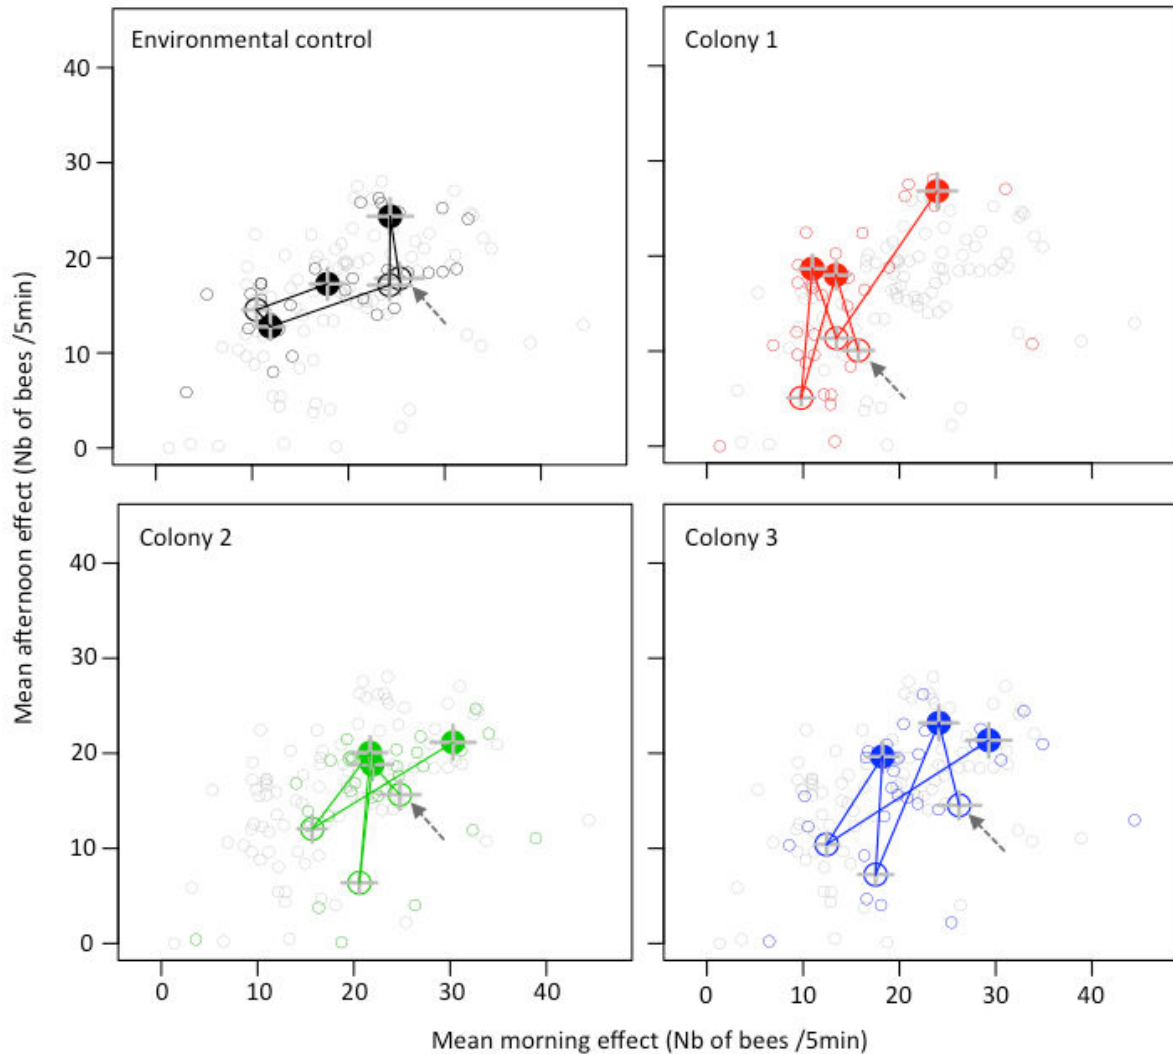 Environmental control
Colony 1
40
30
20
10
0
Colony 2
Colony 3
40
30
20
10
0
0 10 20 30 40
0 10 20 30 40
Mean afternoon effect (Nb of bees /5min)
Mean morning effect (Nb of bees /5min)